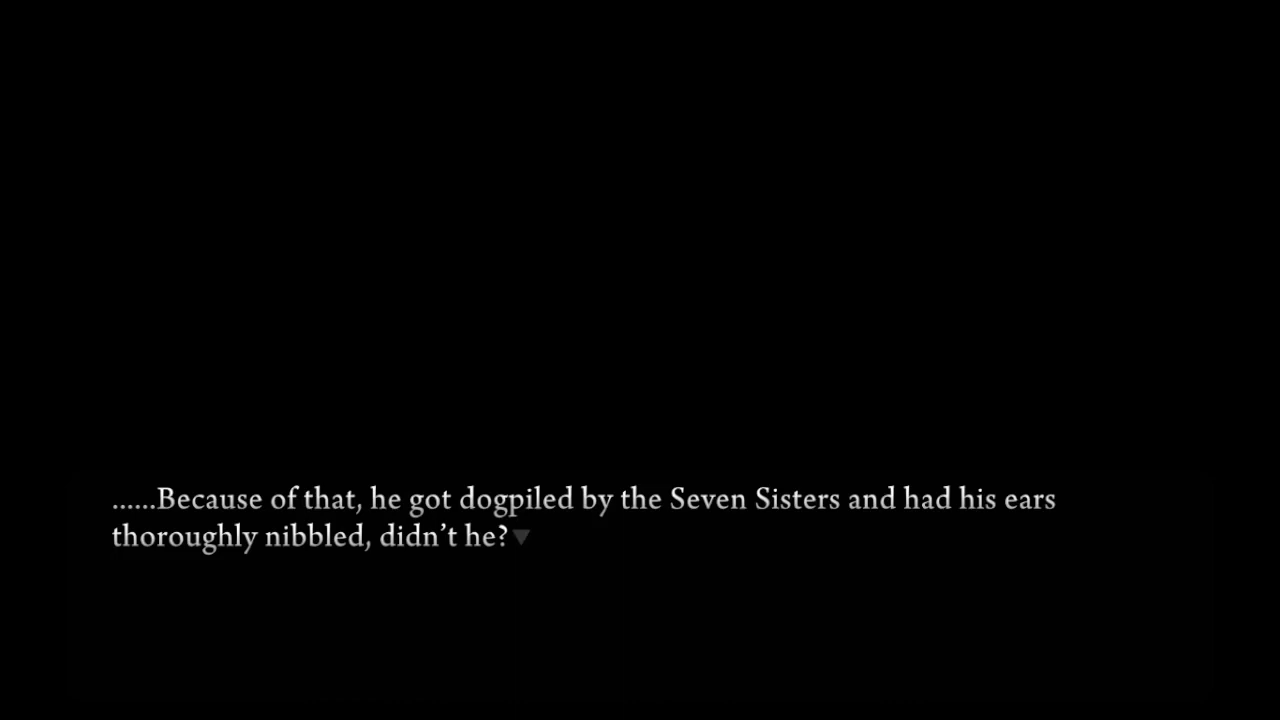 ......Because of that, he got dogpiled by the Seven Sisters and had his ears
thoroughly nibbled, didn't he?